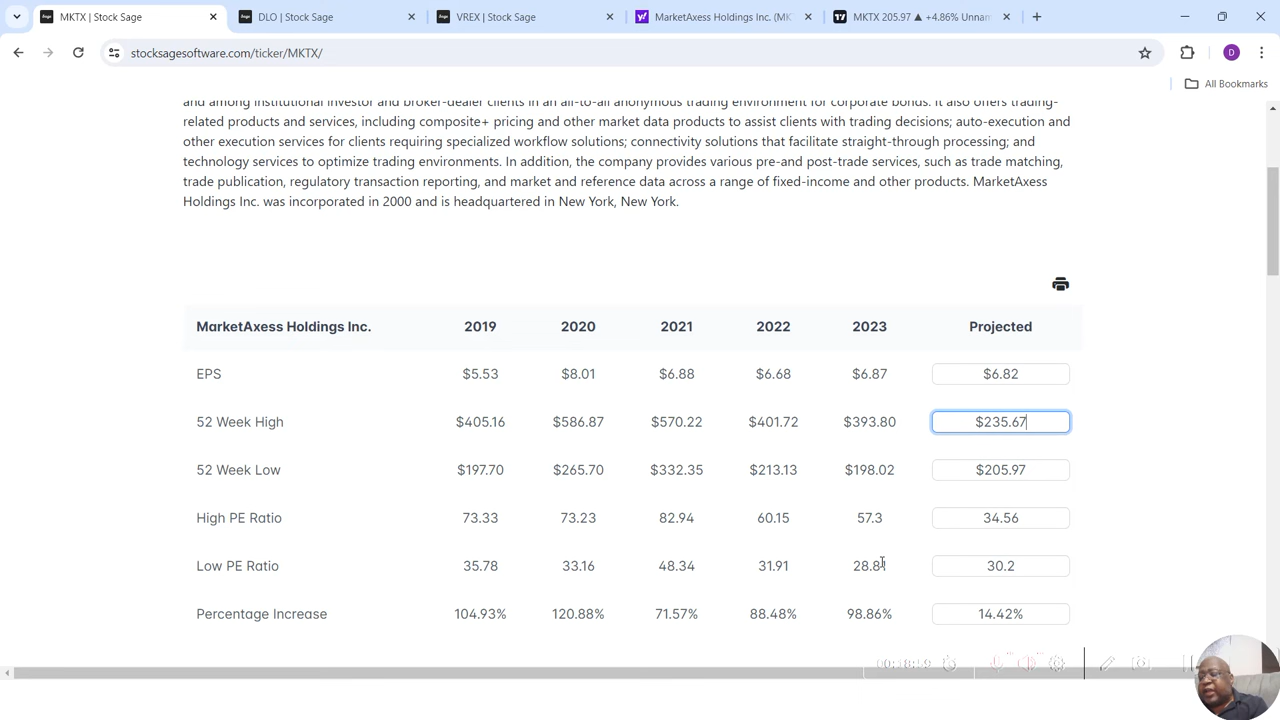 MKTX | Stock Sage
DLO | Stock Sage
VREX | Stock Sage
MarketAxess Holdings Inc. (MK
MKTX 205.97 ▲ +4.86% Unnam
stocksagesoftware.com/ticker/MKTX/
D
All Bookmarks
and among institutional investor and broker-dealer clients in an all-to-all anonymous trading environment for corporate bonds. It also offers trading-
related products and services, including composite+ pricing and other market data products to assist clients with trading decisions; auto-execution and
other execution services for clients requiring specialized workflow solutions; connectivity solutions that facilitate straight-through processing; and
technology services to optimize trading environments. In addition, the company provides various pre-and post-trade services, such as trade matching,
trade publication, regulatory transaction reporting, and market and reference data across a range of fixed-income and other products. MarketAxess
Holdings Inc. was incorporated in 2000 and is headquartered in New York, New York.
MarketAxess Holdings Inc. 2019 2020 2021 2022 2023 Projected
EPS $5.53 $8.01 $6.88 $6.68 $6.87 $6.82
52 Week High $405.16 $586.87 $570.22 $401.72 $393.80 $235.67
52 Week Low $197.70 $265.70 $332.35 $213.13 $198.02 $205.97
High PE Ratio 73.33 73.23 82.94 60.15 57.3 34.56
Low PE Ratio 35.78 33.16 48.34 31.91 30.2
Percentage Increase 104.93% 120.88% 71.57% 88.48% 98.86% 14.42%